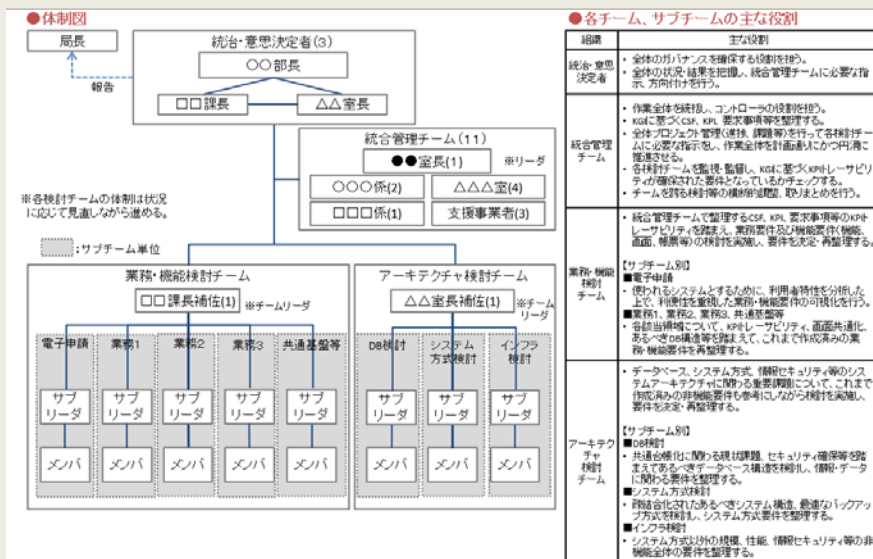 ●体制図
局長
報告
統治・意思決定者(3)
○○部長
□□課長
△△室長
統合管理チーム(11)
●●室長(1)
※リーダ
○○○係(2)
△△△室(4)
□□□係(1)
支援事業者(3)
※各検討チームの体制は状況
に応じて見直しながら進める。
:サブチーム単位
業務・機能検討チーム
□□課長補佐(1)
※チームリーダ
電子申請
業務1
業務2
業務3
共通基盤等
サブ
リーダ
サブ
リーダ
サブ
リーダ
サブ
リーダ
サブ
リーダ
メンバ
メンバ
メンバ
メンバ
メンバ
アーキテクチャ検討チーム
△△室長補佐(1)
※チーム
リーダ
DB検討
システム
方式検討
インフラ
検討
サブ
リーダ
サブ
リーダ
サブ
リーダ
メンバ
メンバ
メンバ
●各チーム、サブチームの主な役割
組織
主な役割
統治・意思
決定者
・ 全体のガバナンスを確保する役割を担う。
・ 全体の状況・結果を把握し、統合管理チームに必要な指
示、方向付けを行う。
統合管理
チーム
・ 作業全体を統括し、コントローラの役割を担う。
・ KGIに基づくCSF、KPI、要求事項等を整理する。
・ 全体プロジェクト管理(進捗、課題等)を行って各検討チー
ムに必要な指示をし、作業全体を計画通りにかつ円滑に
推進させる。
・ 各検討チームを監視・監督し、KGIに基づくKPIトレーサビリ
ティが確保された要件となっているかチェックする。
・ チームを跨る検討等の横断的調整、取りまとめを行う。
業務・機能
検討
チーム
・ 統合管理チームで整理するCSF、KPI、要求事項等のKPIト
レーサビリティを踏まえ、業務要件及び機能要件(機能、
画面、帳票等)の検討を実施し、要件を決定・再整理する。
【サブチーム別】
■電子申請
・ 使われるシステムとするために、利用者特性を分析した
上で、利便性を重視した業務・機能要件の可視化を行う。
■業務1、業務2、業務3、共通基盤等
・ 各該当領域について、KPIトレーサビリティ、画面共通化、
あるべきDB構造等を踏まえて、これまで作成済みの業
務・機能要件を再整理する。
アーキテク
チャ
検討
チーム
・ データベース、システム方式、情報セキュリティ等のシス
テムアーキテクチャに関わる重要課題について、これまで
作成済みの非機能要件も参考にしながら検討を実施し、
要件を決定・再整理する。
【サブチーム別】
■DB検討
・ 共通台帳化に関わる現状課題、セキュリティ確保等を踏
まえてあるべきデータベース構造を検討し、情報・データ
に関わる要件を整理する。
■システム方式検討
・ 疎結合化されたあるべきシステム構造、最適なバックアッ
プ方式を検討し、システム方式要件を整理する。
■インフラ検討
・ システム方式以外の規模、性能、情報セキュリティ等の非
機能全体の要件を整理する。